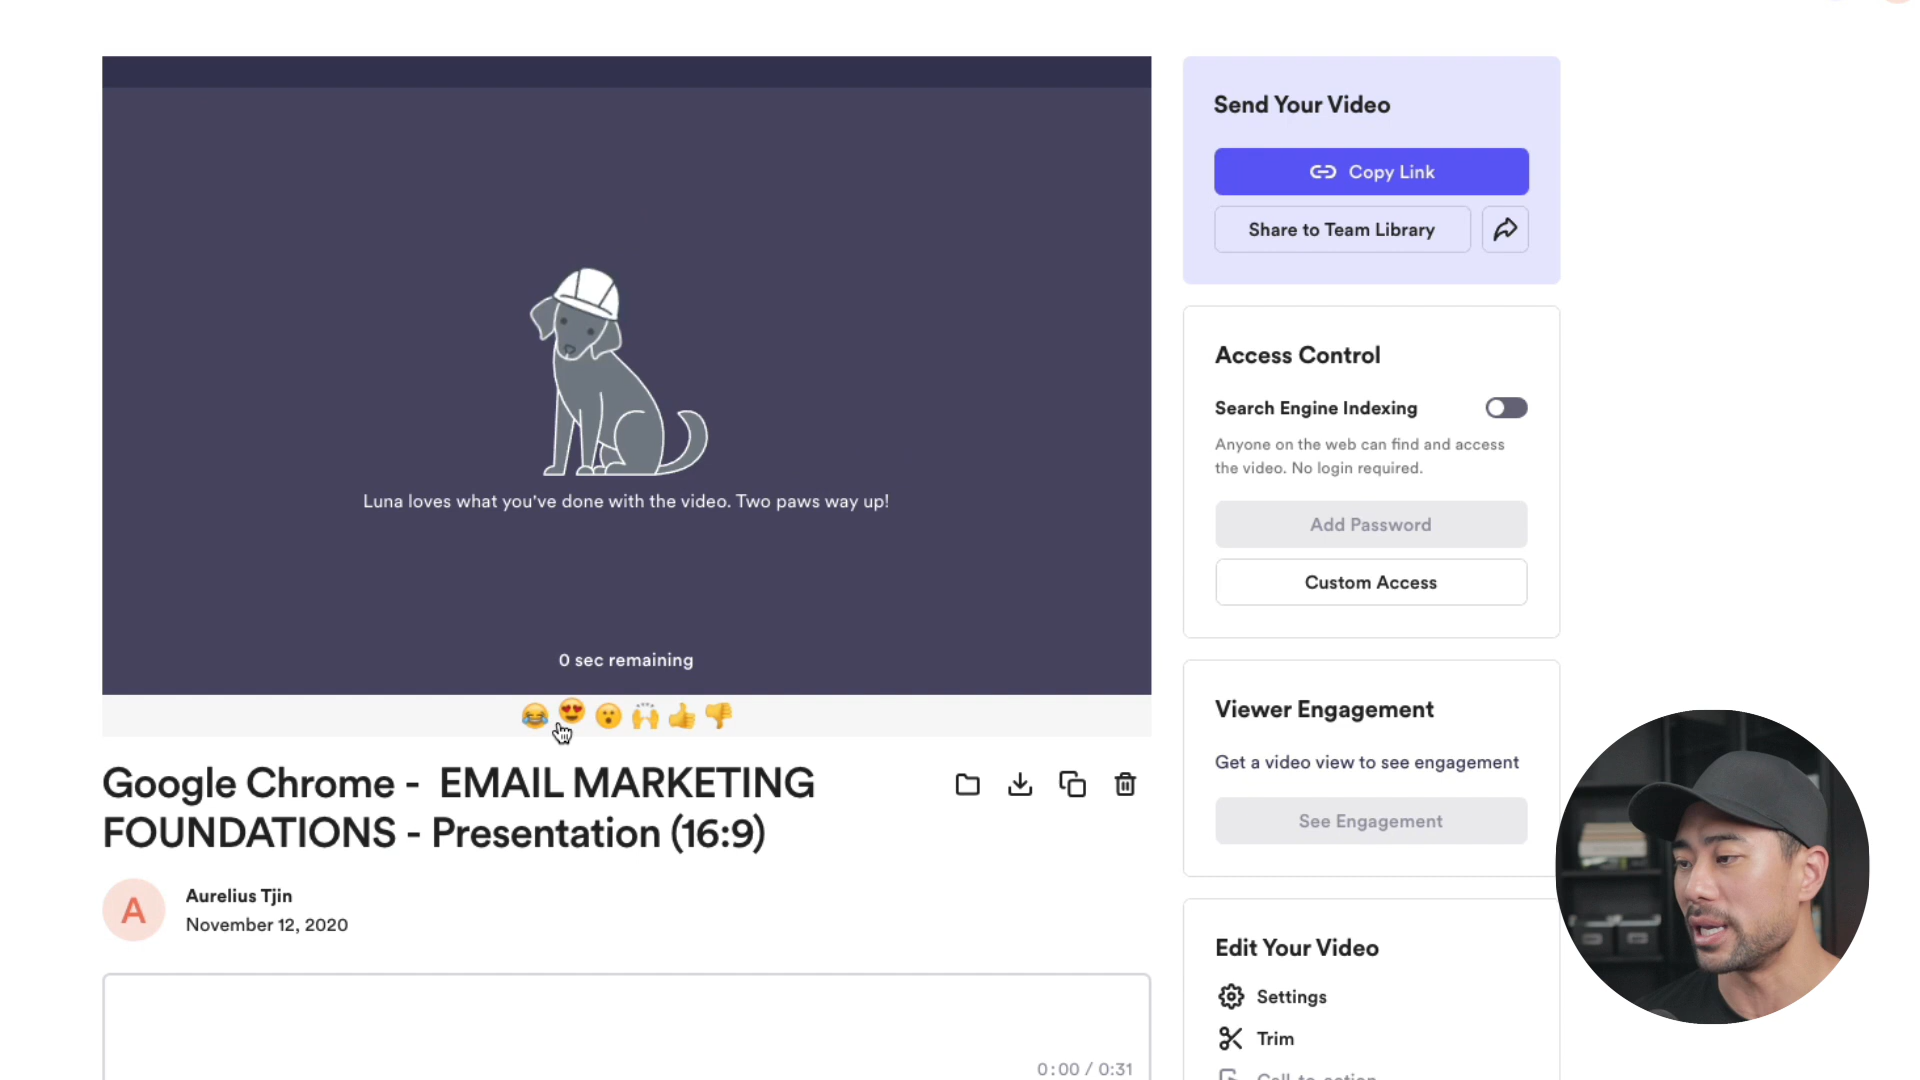 Luna loves what you've done with the video. Two paws way up!
0 sec remaining
Google Chrome - EMAIL MARKETING
FOUNDATIONS - Presentation (16:9)
A
Aurelius Tjin
November 12, 2020
0:00 / 0:31
Send Your Video
Copy Link
Share to Team Library
Access Control
Search Engine Indexing
Anyone on the web can find and access
the video. No login required.
Add Password
Custom Access
Viewer Engagement
Get a video view to see engagement
See Engagement
Edit Your Video
Settings
Trim